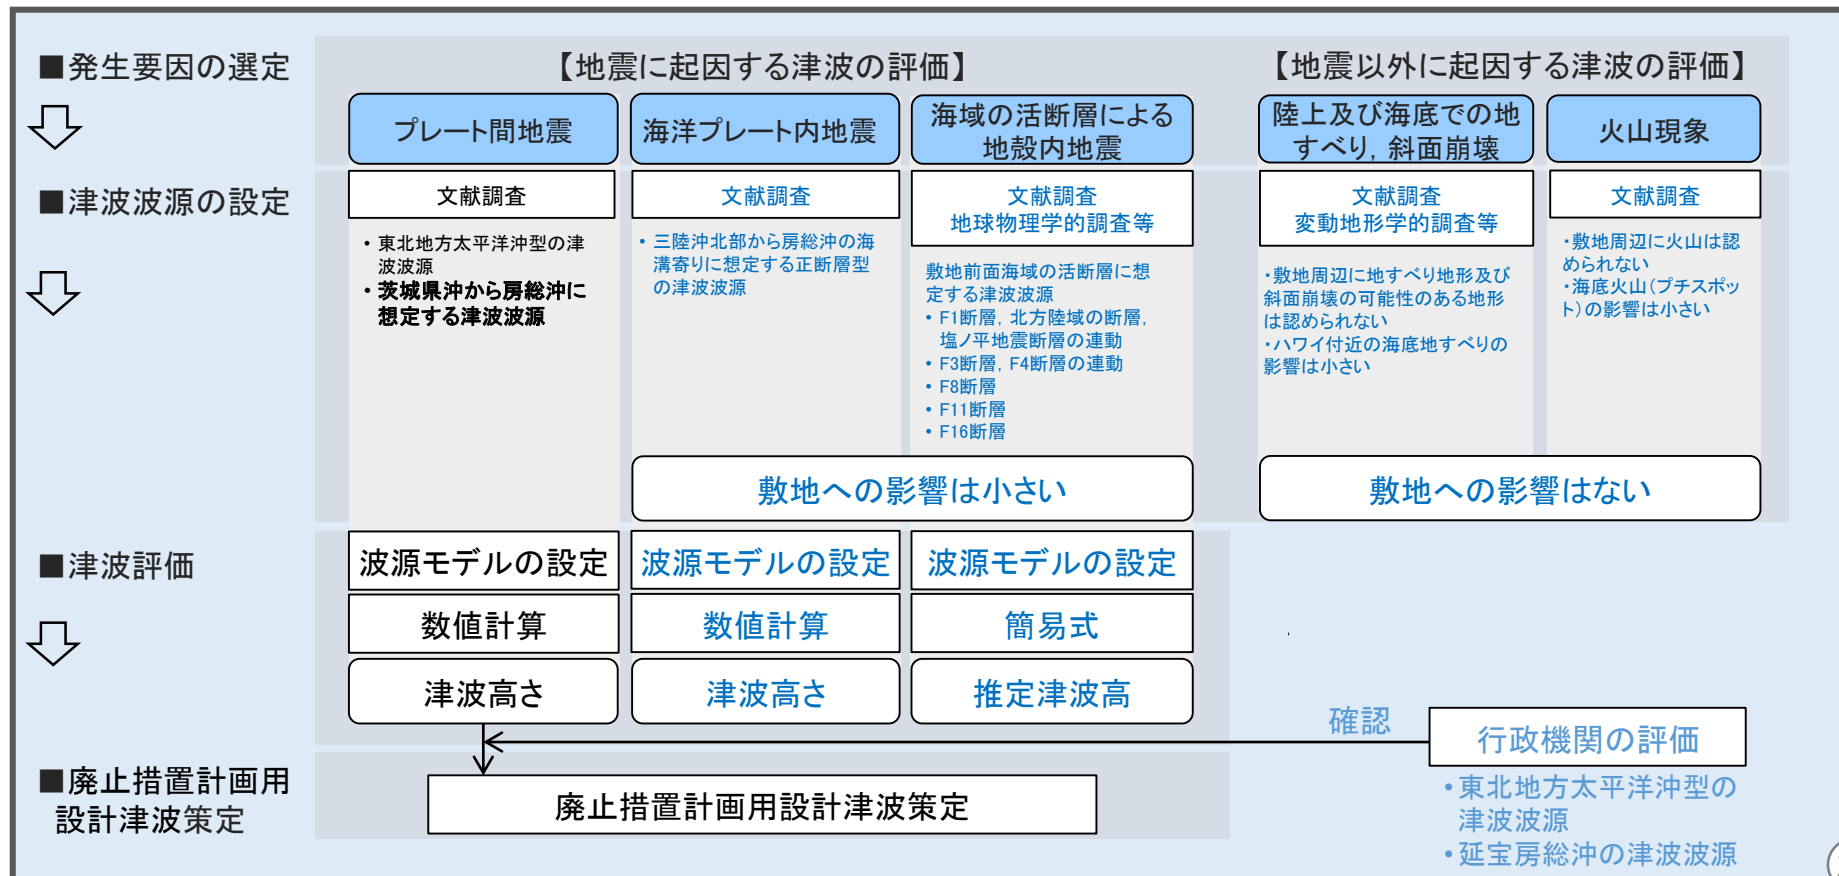 ■発生要因の選定
【地震に起因する津波の評価】
【地震以外に起因する津波の評価】
プレート間地震
海洋プレート内地震
海域の活断層による
地殻内地震
陸上及び海底での地
すべり，斜面崩壊
火山現象
■津波波源の設定
文献調査
・東北地方太平洋沖型の津
波波源
・茨城県沖から房総沖に
想定する津波波源
文献調査
・三陸沖北部から房総沖の海
溝寄りに想定する正断層型
の津波波源
文献調査
地球物理学的調査等
敷地前面海域の活断層に想
定する津波波源
・F1断層，北方陸域の断層，
塩ノ平地震断層の連動
・F3断層，F4断層の連動
・F8断層
・F11断層
・F16断層
敷地への影響は小さい
文献調査
変動地形学的調査等
・敷地周辺に地すべり地形及び
斜面崩壊の可能性のある地形
は認められない
・ハワイ付近の海底地すべりの
影響は小さい
文献調査
・敷地周辺に火山は認
められない
・海底火山（プチスポッ
ト）の影響は小さい
敷地への影響はない
■津波評価
波源モデルの設定
数値計算
津波高さ
波源モデルの設定
数値計算
津波高さ
波源モデルの設定
簡易式
推定津波高
確認
行政機関の評価
・東北地方太平洋沖型の
津波波源
・延宝房総沖の津波波源
■廃止措置計画用
設計津波策定
廃止措置計画用設計津波策定